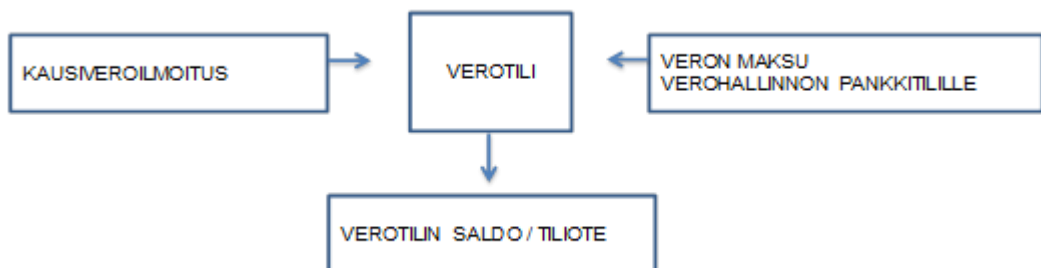 KAUSIVEROILMOITUS
VEROTILI
VERON MAKSU
VEROHALLINNON PANKKITILILLE
VEROTILIN SALDO / TILIOTE